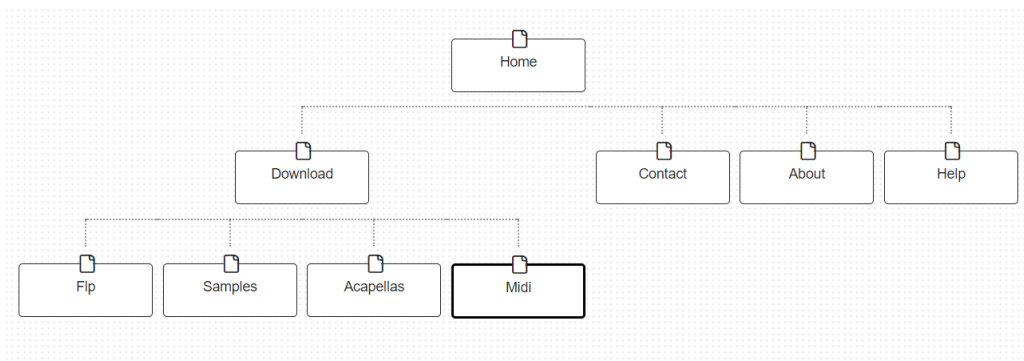 Home
Download
Contact
About
Help
Flp
Samples
Acapellas
Midi